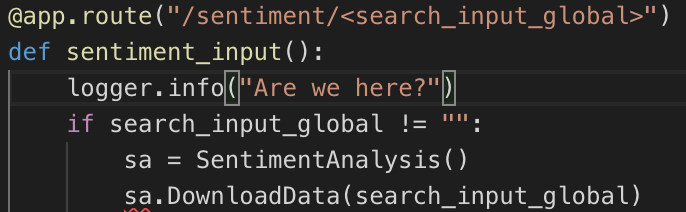 @app.route("/sentiment/<search_input_global>")
def sentiment_input():
    logger.info("Are we here?")
    if search_input_global != "":
        sa = SentimentAnalysis()
        sa.DownloadData(search_input_global)